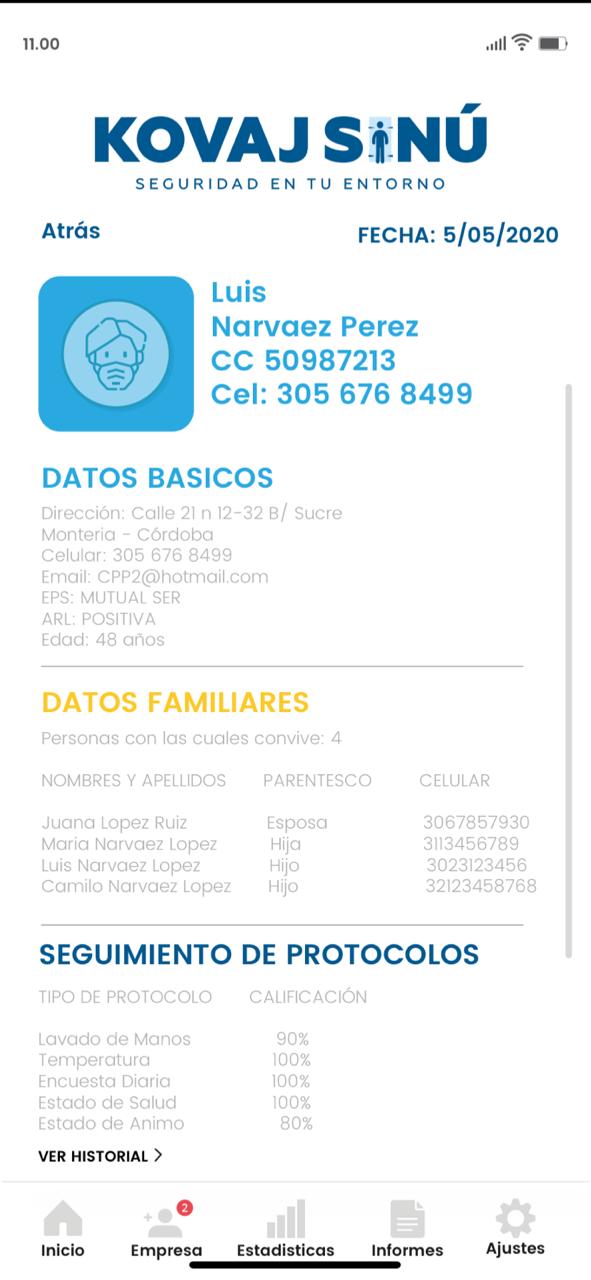 11.00
KOVAJ SINÚ
SEGURIDAD EN TU ENTORNO
Atrás
FECHA: 5/05/2020
Luis
Narvaez Perez
CC 50987213
Cel: 305 676 8499
DATOS BASICOS
Dirección: Calle 21 n 12-32 B/ Sucre
Monteria - Córdoba
Celular: 305 676 8499
Email: CPP2@hotmail.com
EPS: MUTUAL SER
ARL: POSITIVA
Edad: 48 años
DATOS FAMILIARES
Personas con las cuales convive: 4
NOMBRES Y APELLIDOS PARENTESCO CELULAR
Juana Lopez Ruiz Esposa 3067857930
Maria Narvaez Lopez Hija 3113456789
Luis Narvaez Lopez Hijo 3023123456
Camilo Narvaez Lopez Hijo 32123458768
SEGUIMIENTO DE PROTOCOLOS
TIPO DE PROTOCOLO CALIFICACIÓN
Lavado de Manos 90%
Temperatura 100%
Encuesta Diaria 100%
Estado de Salud 100%
Estado de Animo 80%
VER HISTORIAL >
2
Inicio Empresa Estadisticas Informes Ajustes